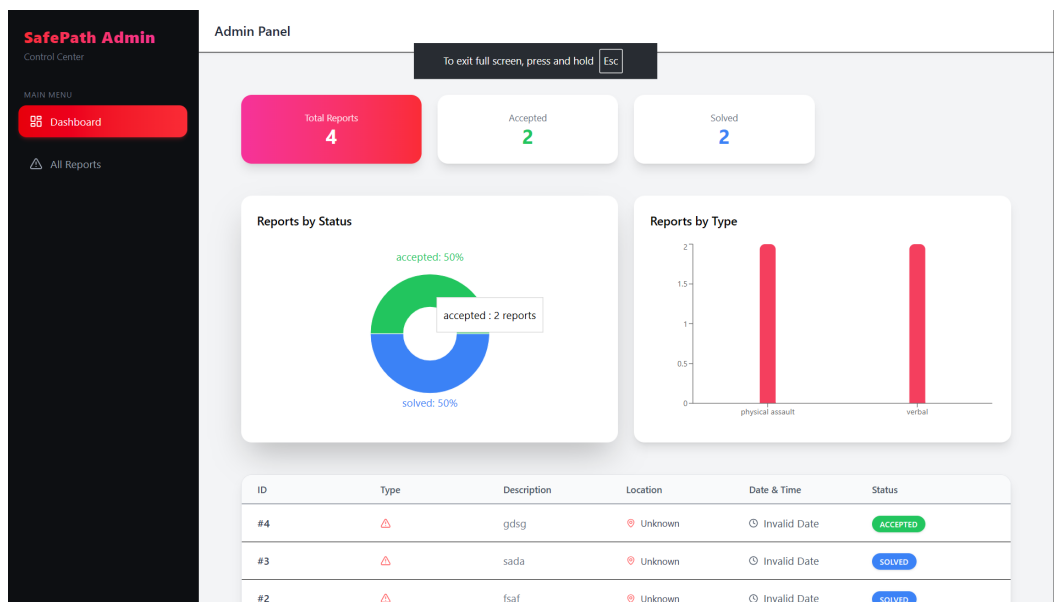 SafePath Admin
Control Center
MAIN MENU
Dashboard
All Reports
Admin Panel
To exit full screen, press and hold Esc
Total Reports
4
Accepted
2
Solved
2
Reports by Status
accepted: 50%
accepted : 2 reports
solved: 50%
Reports by Type
2
1.5
1
0.5
0
physical assault verbal
ID Type Description Location Date & Time Status
#4 gdsg Unknown Invalid Date ACCEPTED
#3 sada Unknown Invalid Date SOLVED
#2 fsaf Unknown Invalid Date SOLVED